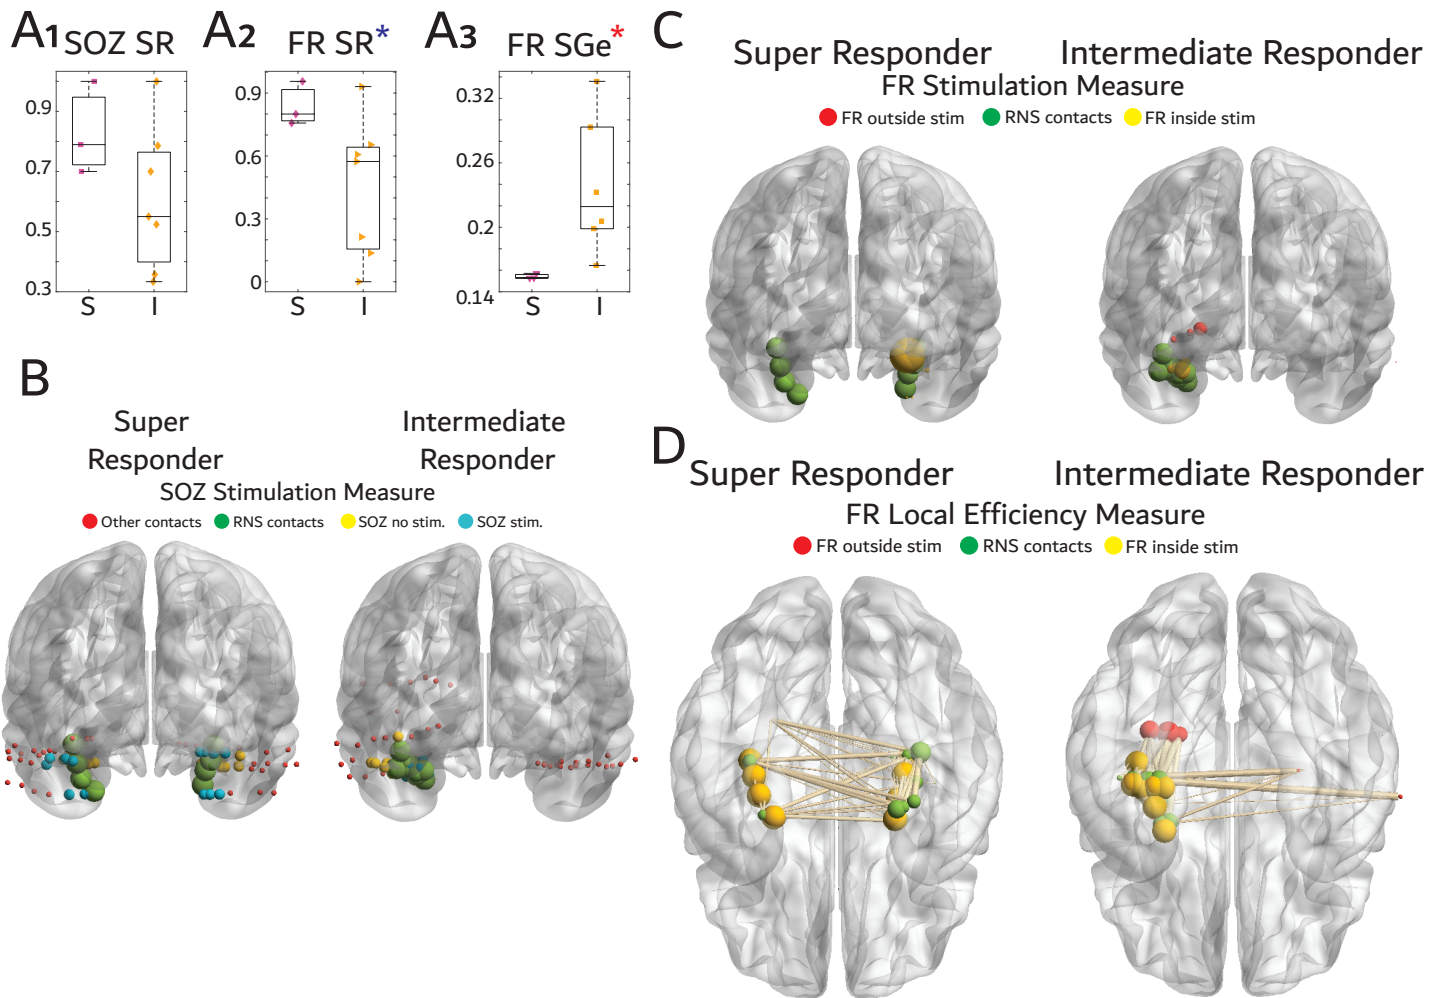 A1 SOZ SR
0.9
0.7
0.5
0.3
S I
A2 FR SR*
0.9
0.6
0.3
0
S I
A3 FR SGe*
0.32
0.26
0.2
0.14
S I
B
Super Responder
Intermediate Responder
SOZ Stimulation Measure
Other contacts RNS contacts SOZ no stim. SOZ stim.
C
Super Responder Intermediate Responder
FR Stimulation Measure
FR outside stim RNS contacts FR inside stim
D
Super Responder Intermediate Responder
FR Local Efficiency Measure
FR outside stim RNS contacts FR inside stim